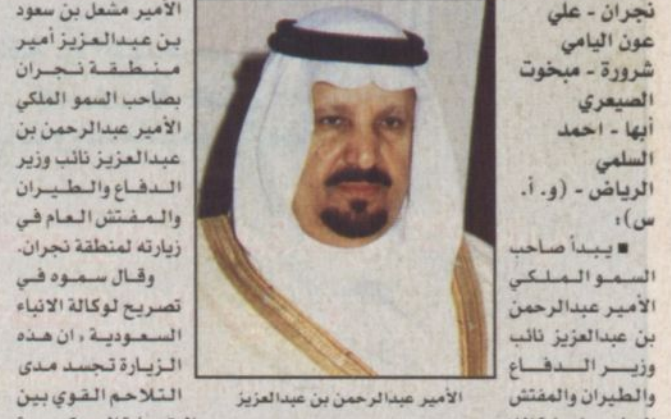 نجران - علي
عون اليامي
شرورة - مبخوت
الصيعري
أبها - احمد
السلمي
الرياض - (و. أ.
س):
■ يبدأ صاحب
السمو الملكي
الأمير عبدالرحمن
بن عبدالعزيز نائب
وزير الدفاع
والطيران والمفتش
الأمير عبدالرحمن بن عبدالعزيز
الأمير مشعل بن سعود
بن عبدالعزيز أمير
منطقة نجران
بصاحب السمو الملكي
الأمير عبدالرحمن بن
عبدالعزيز نائب وزير
الدفاع والطيران
والمفتش العام في
زيارته لمنطقة نجران.
وقال سموه في
تصريح لوكالة الانباء
السعودية، ان هذه
الزيارة تجسد مدى
التلاحم القوي بين